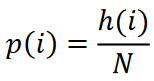 p(i) = h(i)/N